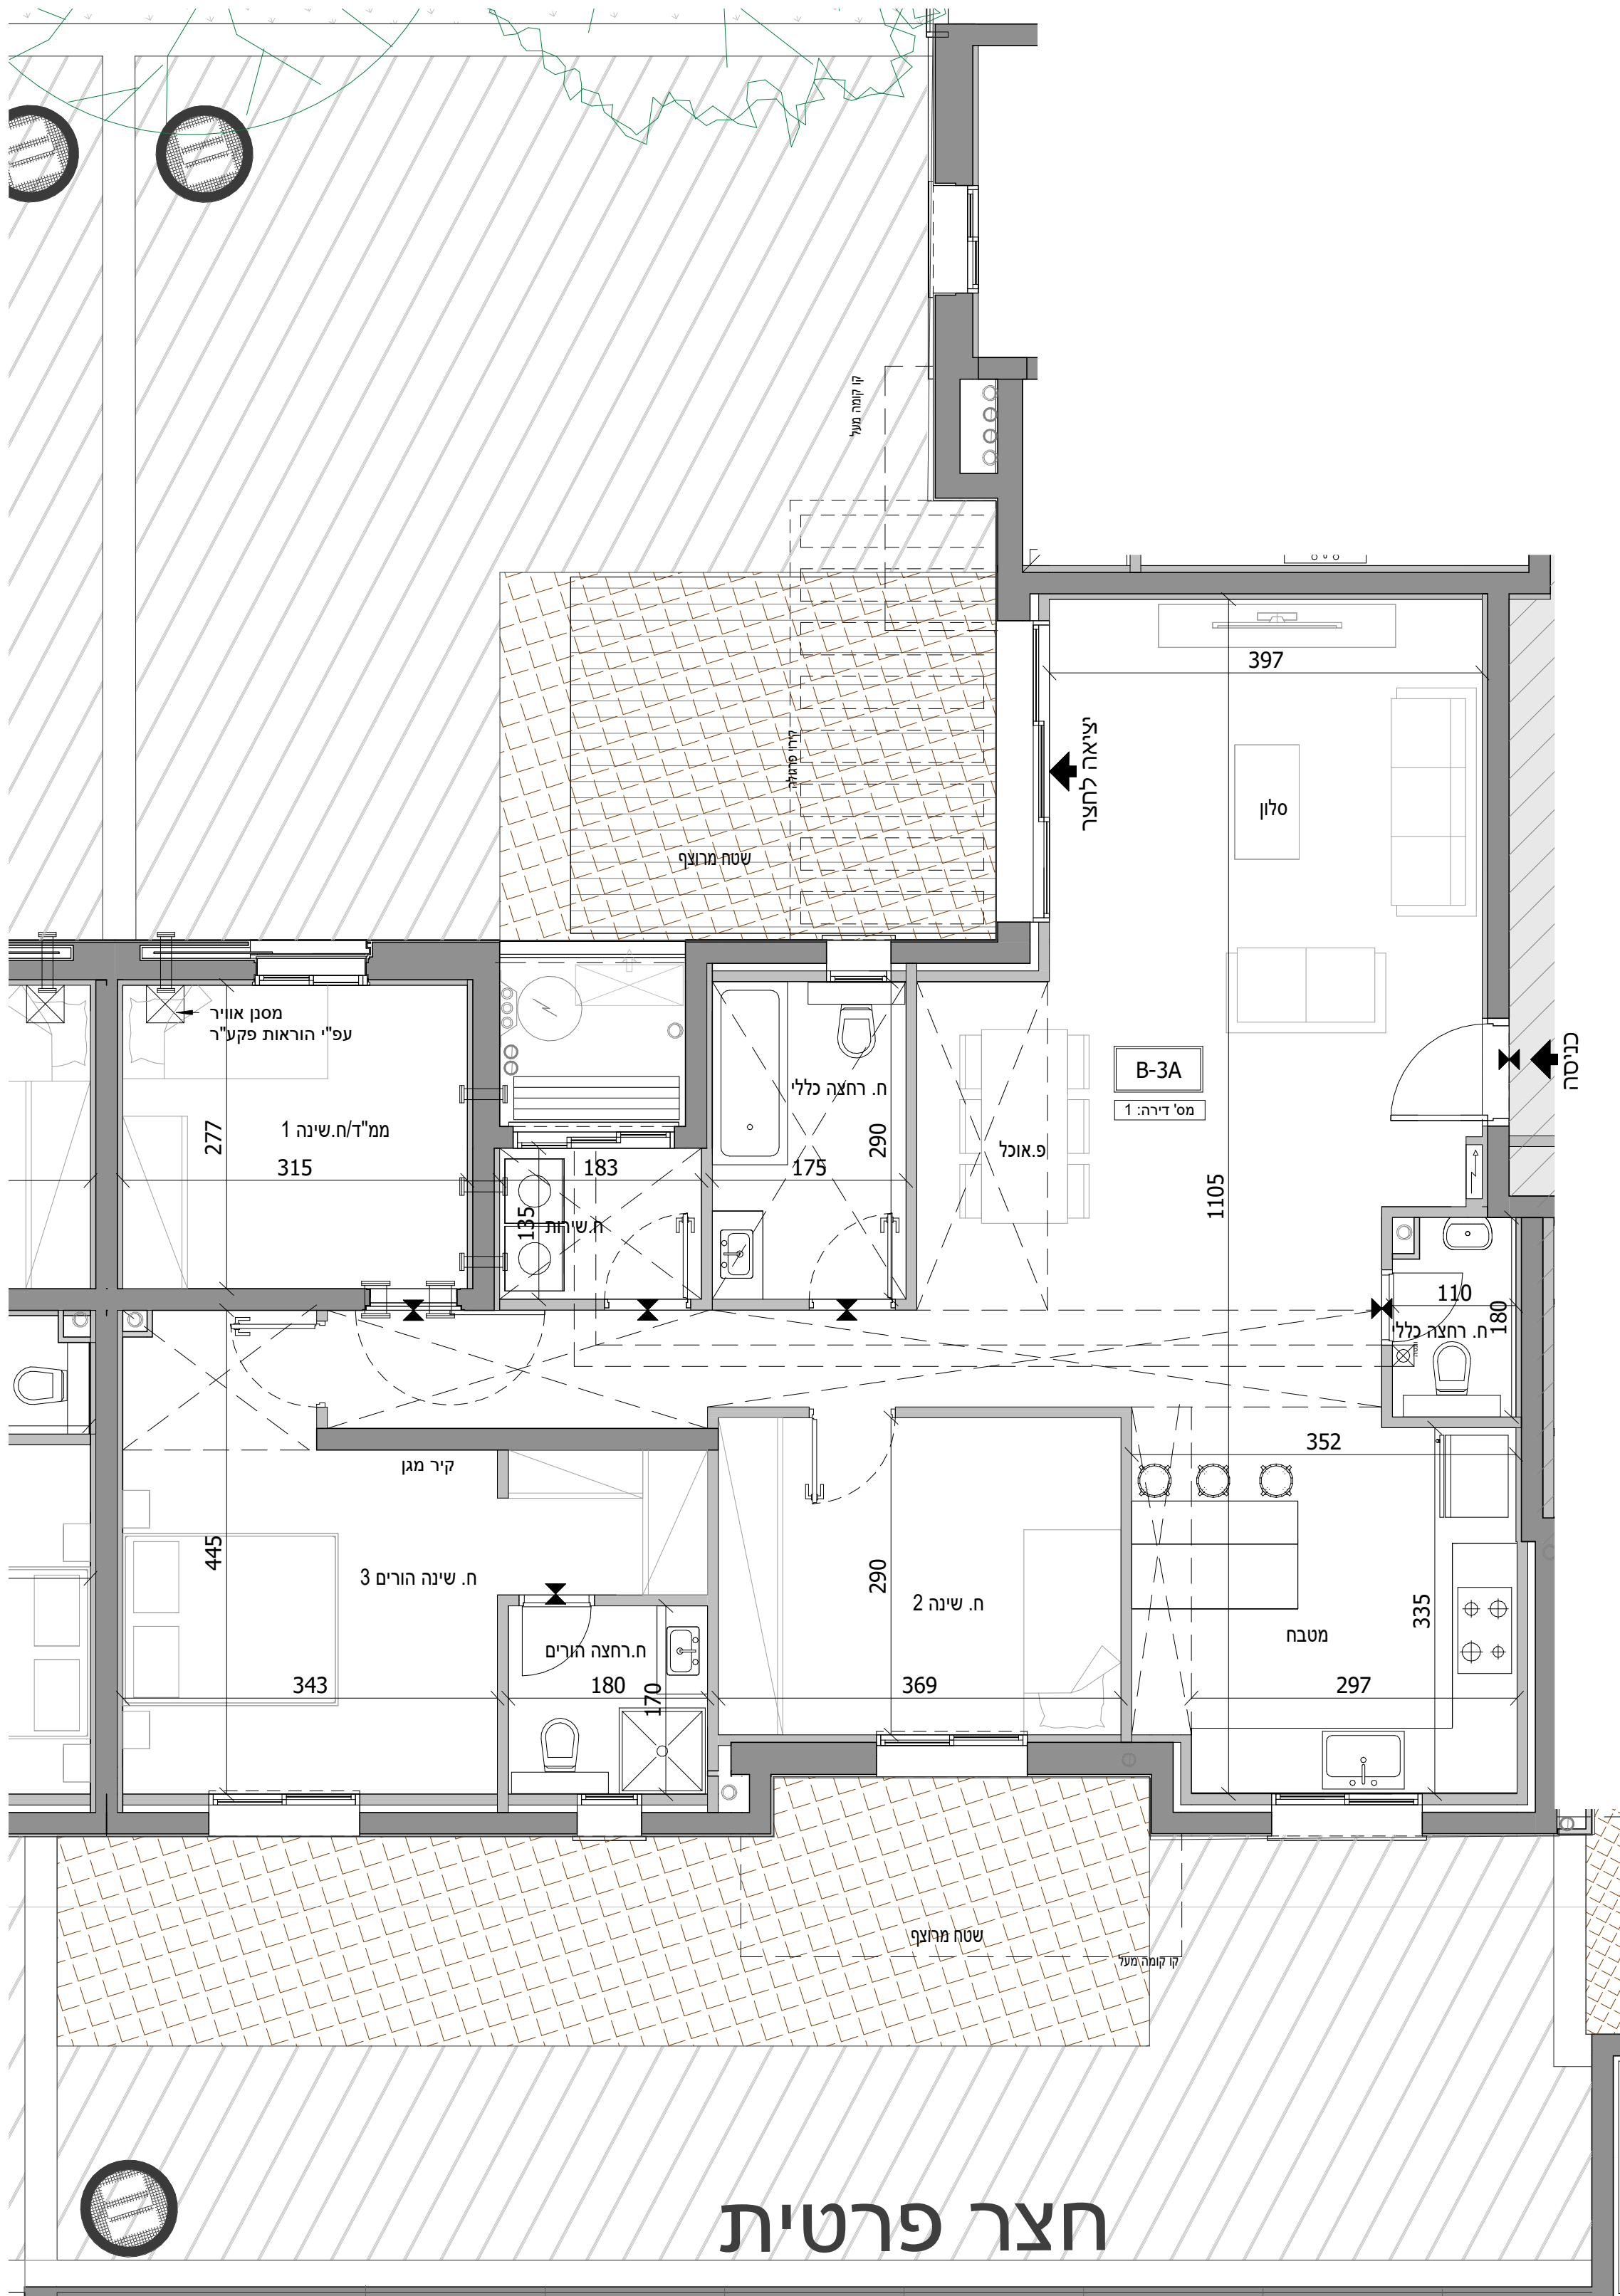 קו קומה מעל
397
יציאה לחצר
קירוי פרגולה
סלון
שטח מרוצף
מסנן אוויר
עפ"י הוראות פקע"ר
כניסה
B-3A
מס' דירה: 1
ח. רחצה כללי
ממ"ד/ח.שינה 1
277
290
פ.אוכל
315
183
175
1105
135
ח.שירות
110
180
ח. רחצה כללי
352
קיר מגן
445
ח. שינה הורים 3
290
ח. שינה 2
335
מטבח
ח.רחצה הורים
343
180
170
369
297
שטח מרוצף
קו קומה מעל
חצר פרטית